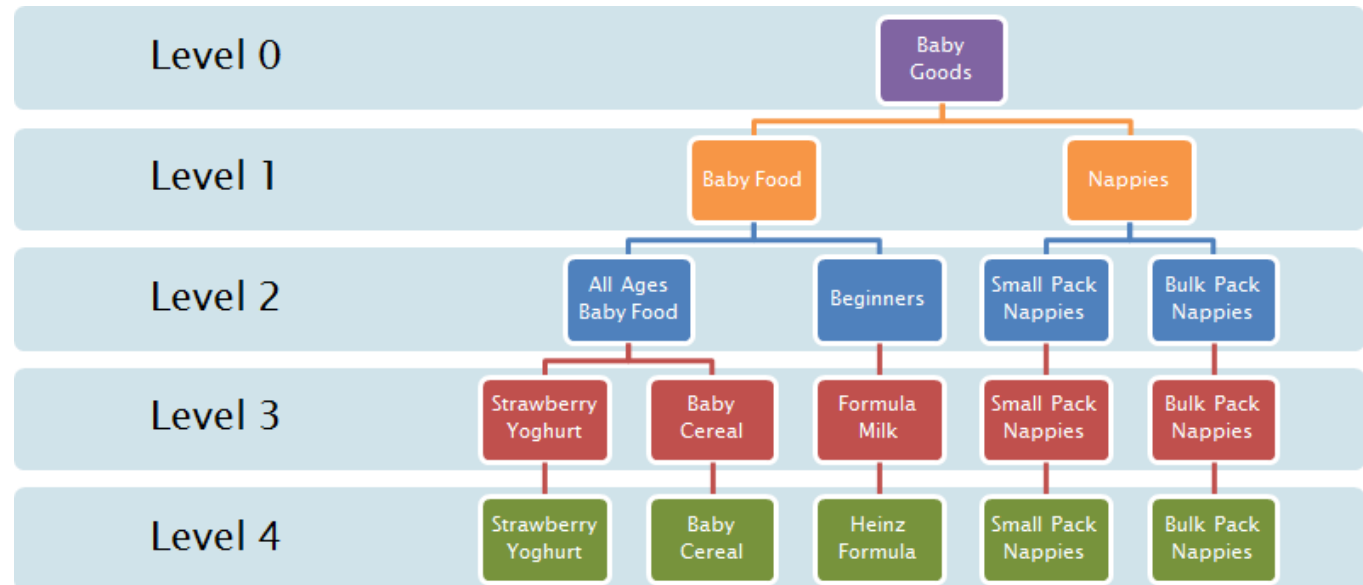 Level 0
Baby
Goods
Level 1
Baby Food
Nappies
Level 2
All Ages
Baby Food
Beginners
Small Pack
Nappies
Bulk Pack
Nappies
Level 3
Strawberry
Yoghurt
Baby
Cereal
Formula
Milk
Small Pack
Nappies
Bulk Pack
Nappies
Level 4
Strawberry
Yoghurt
Baby
Cereal
Heinz
Formula
Small Pack
Nappies
Bulk Pack
Nappies